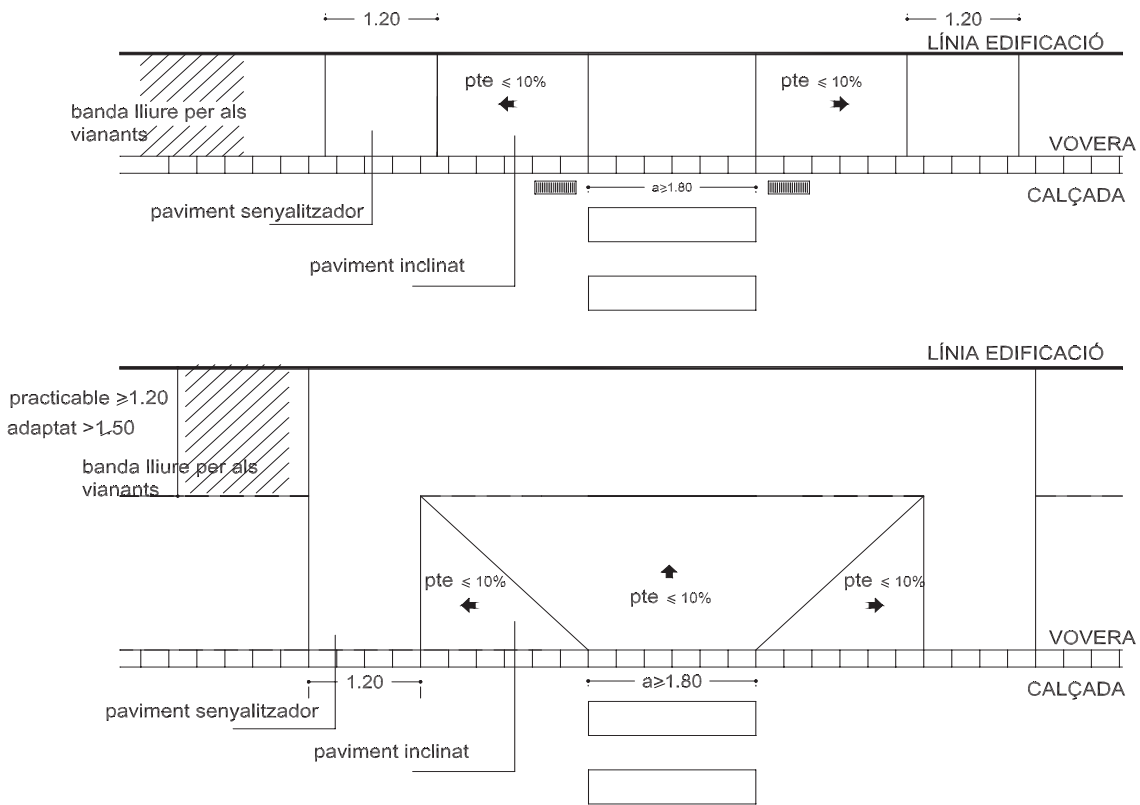 1.20
1.20
LÍNIA EDIFICACIÓ
pte ≤ 10%
pte ≤ 10%
banda lliure per als
vianants
VOVERA
a≥1.80
CALÇADA
paviment senyalitzador
paviment inclinat
LÍNIA EDIFICACIÓ
practicable ≥1.20
adaptat >1.50
banda lliure per als
vianants
pte ≤ 10%
pte ≤ 10%
pte ≤ 10%
VOVERA
1.20
a≥1.80
CALÇADA
paviment senyalitzador
paviment inclinat